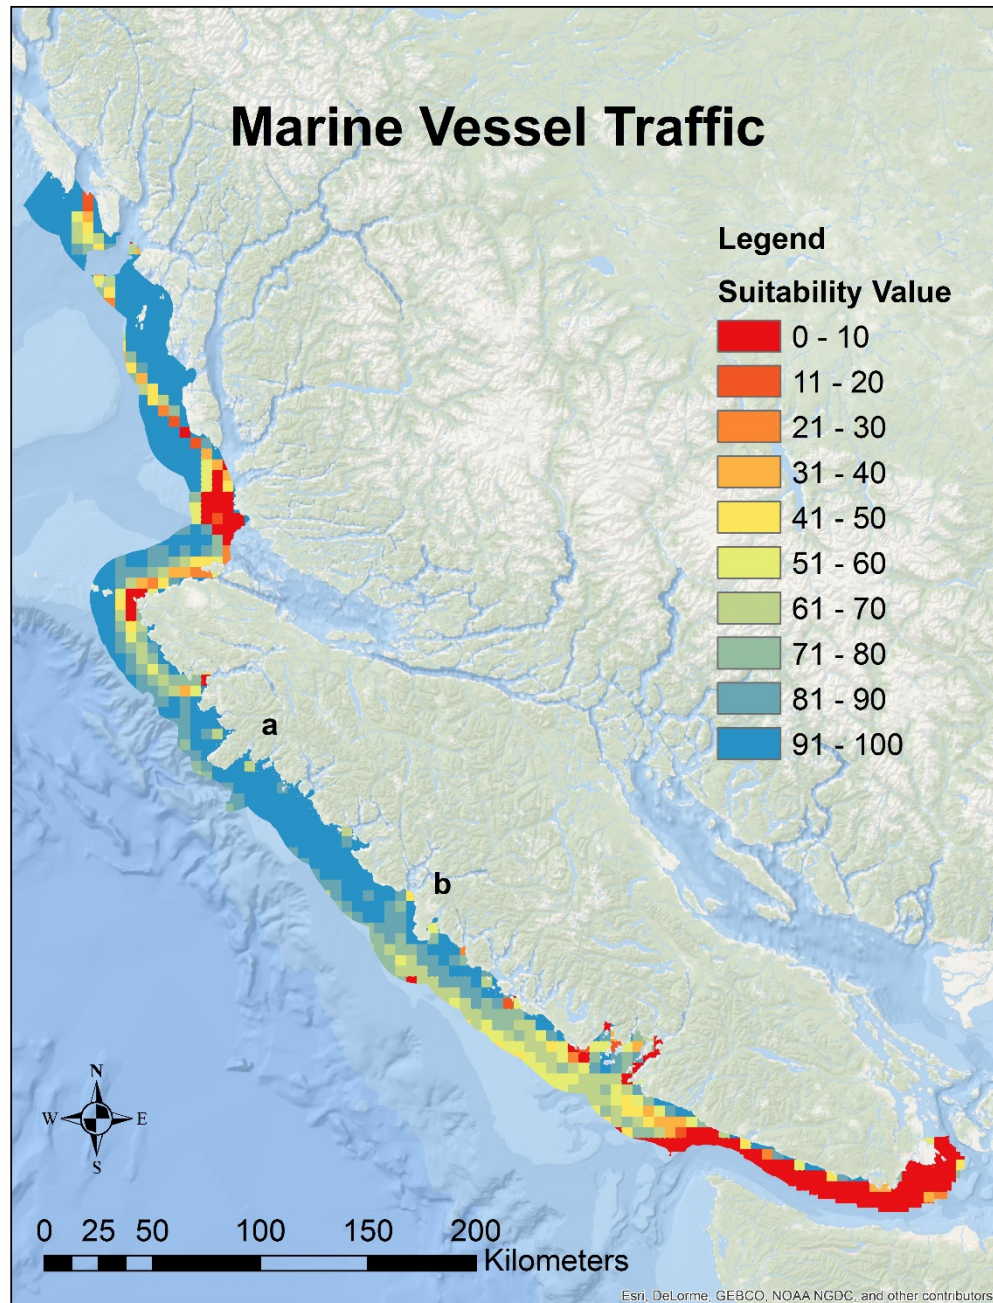 Marine Vessel Traffic
Legend
Suitability Value
0 - 10
11 - 20
21 - 30
31 - 40
41 - 50
51 - 60
61 - 70
71 - 80
81 - 90
91 - 100
a
b
N
W E
S
0 25 50 100 150 200
Kilometers
Esri, DeLorme, GEBCO, NOAA NGDC, and other contributors